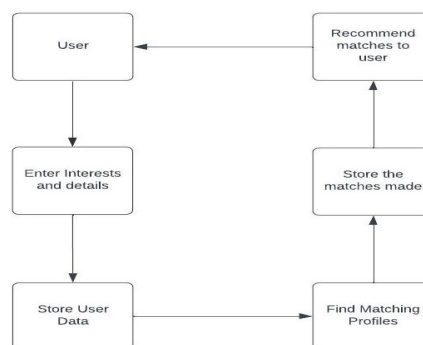 User
Recommend
matches to
user
Enter Interests
and details
Store the
matches made
Store User
Data
Find Matching
Profiles